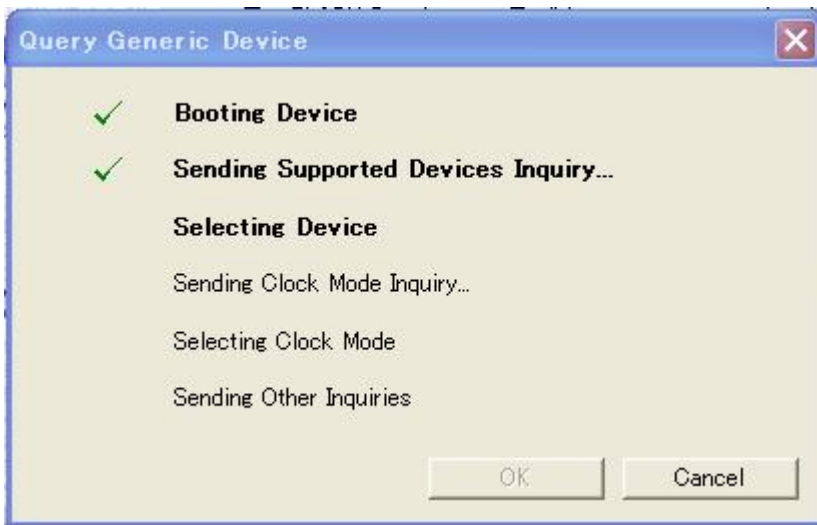 Query Generic Device
Booting Device
Sending Supported Devices Inquiry...
Selecting Device
Sending Clock Mode Inquiry...
Selecting Clock Mode
Sending Other Inquiries
OK
Cancel